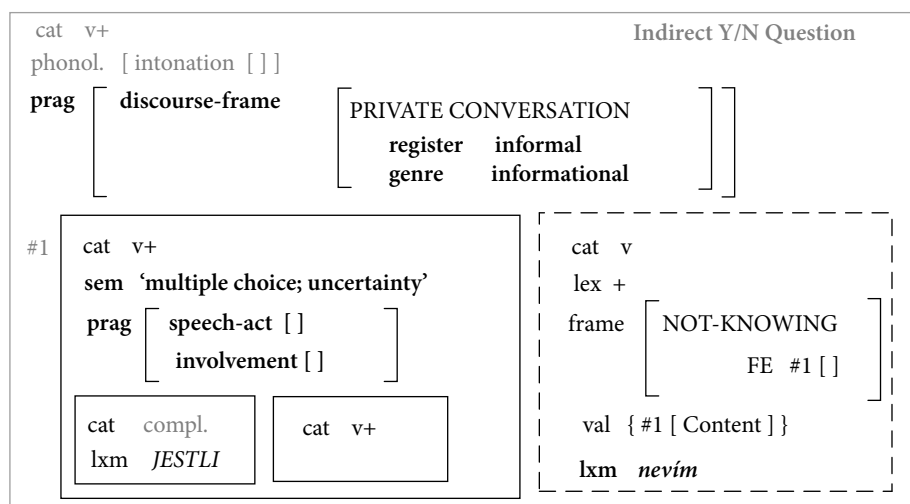 cat v+ Indirect Y/N Question
phonol. [ intonation [ ] ]
prag [ discourse-frame [ PRIVATE CONVERSATION
register informal
genre informational ] ]
#1 cat v+
sem ‘multiple choice; uncertainty’
prag [ speech-act [ ]
involvement [ ] ]
cat compl.
lxm JESTLI
cat v+
cat v
lex +
frame [ NOT-KNOWING
FE #1 [ ] ]
val { #1 [ Content ] }
lxm nevím